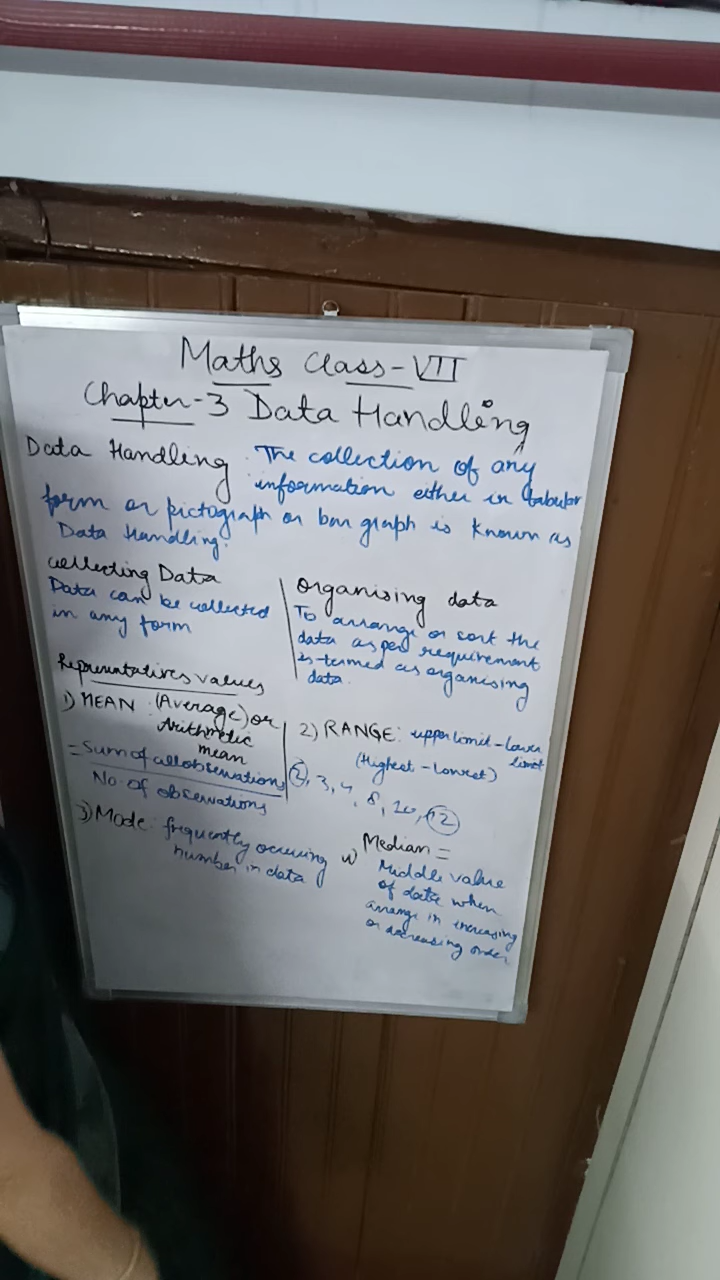 Maths Class-VII
Chapter-3 Data Handling
Data Handling : The collection of any
information either in tabular
form or pictograph or bar graph is known as
Data Handling.
collecting Data
Data can be collected
in any form
organising data
To arrange or sort the
data as per requirement
is termed as organising
data.
Representatives values
1) MEAN : (Average) or
Arithmetic
mean
= Sum of all observations
No. of observations
2) RANGE : upper limit - lower
limit
(Highest - Lowest)
2, 3, 4, 8, 10, 12
3) Mode : frequently occuring
number in data
Median =
Middle value
of data when
arrange in increasing
or decreasing order